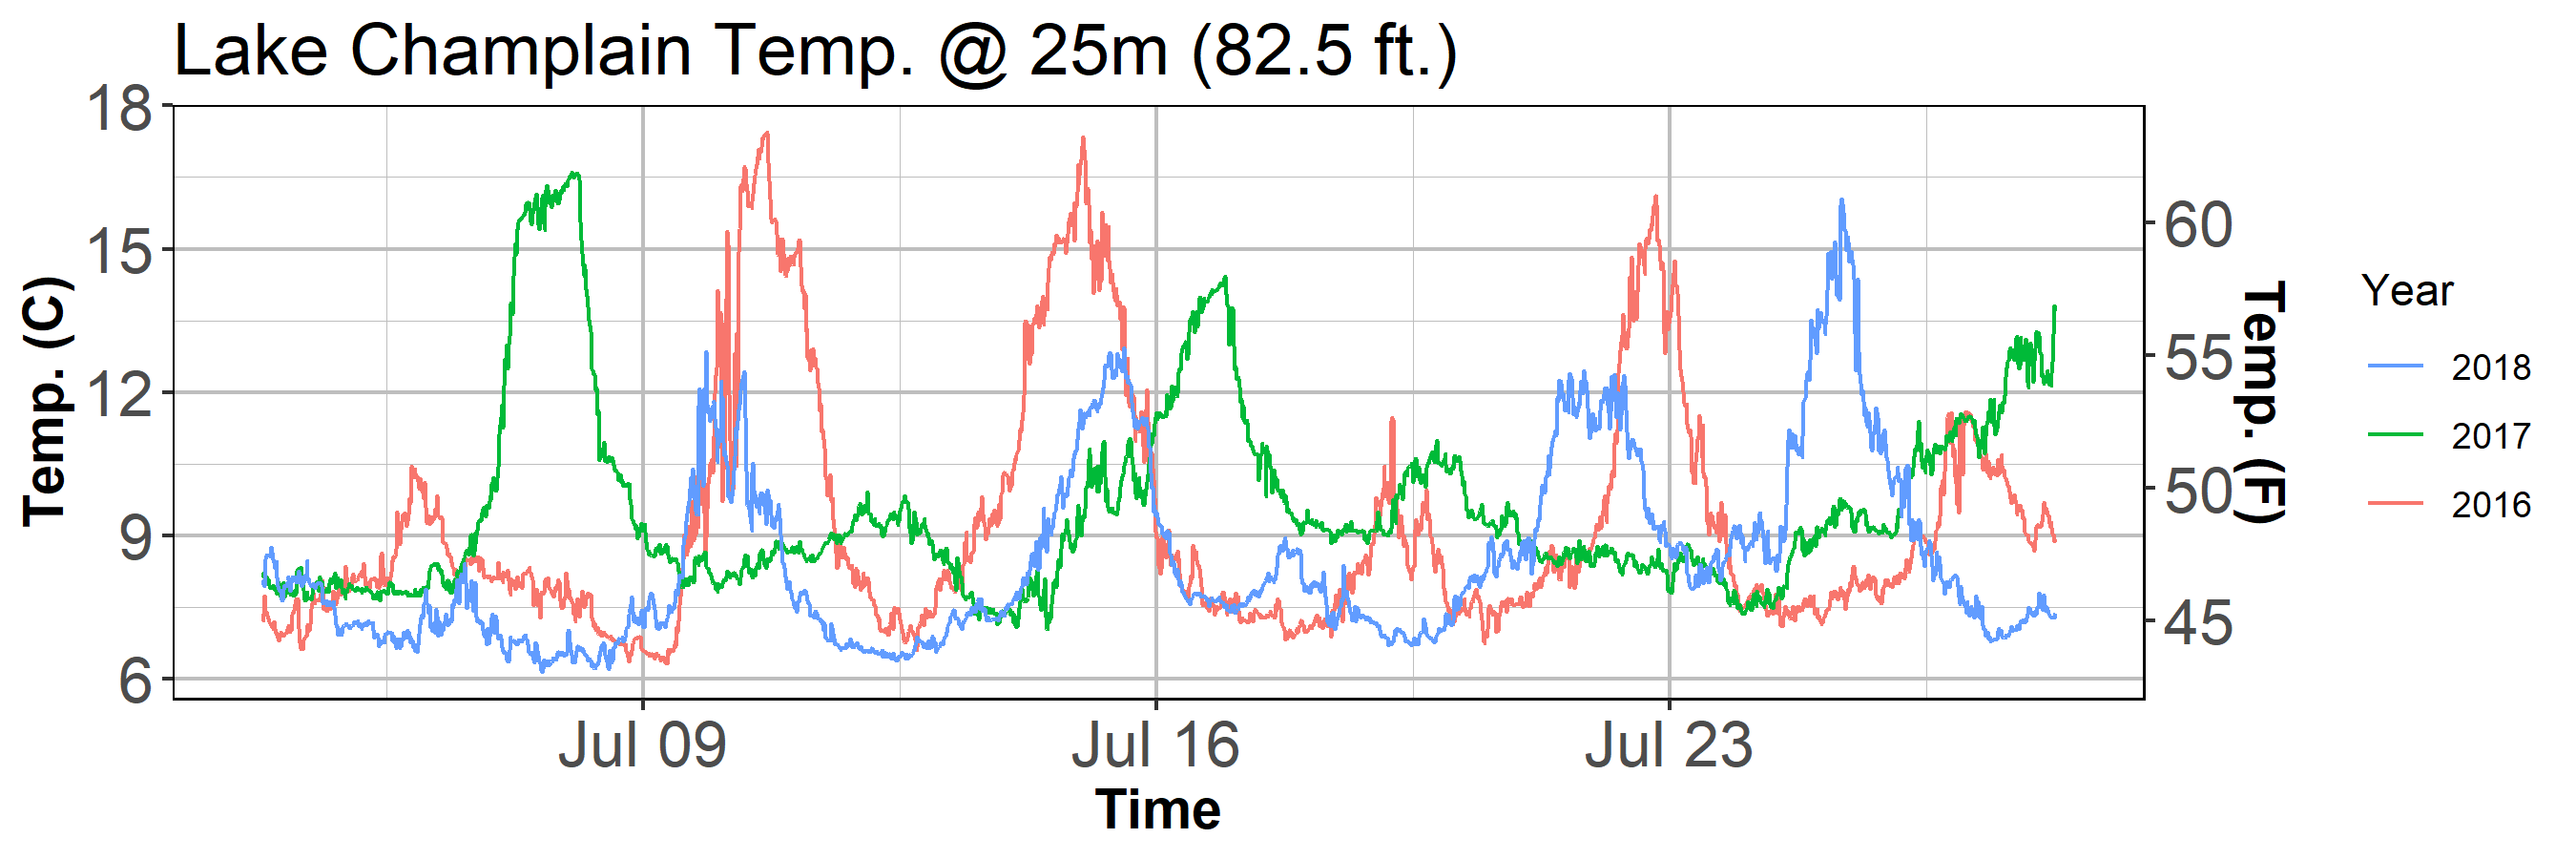 Lake Champlain Temp. @ 25m (82.5 ft.)
18
15
12
9
6
Temp. (C)
60
55
50
45
Temp. (F)
Jul 09
Jul 16
Jul 23
Time
Year
2018
2017
2016